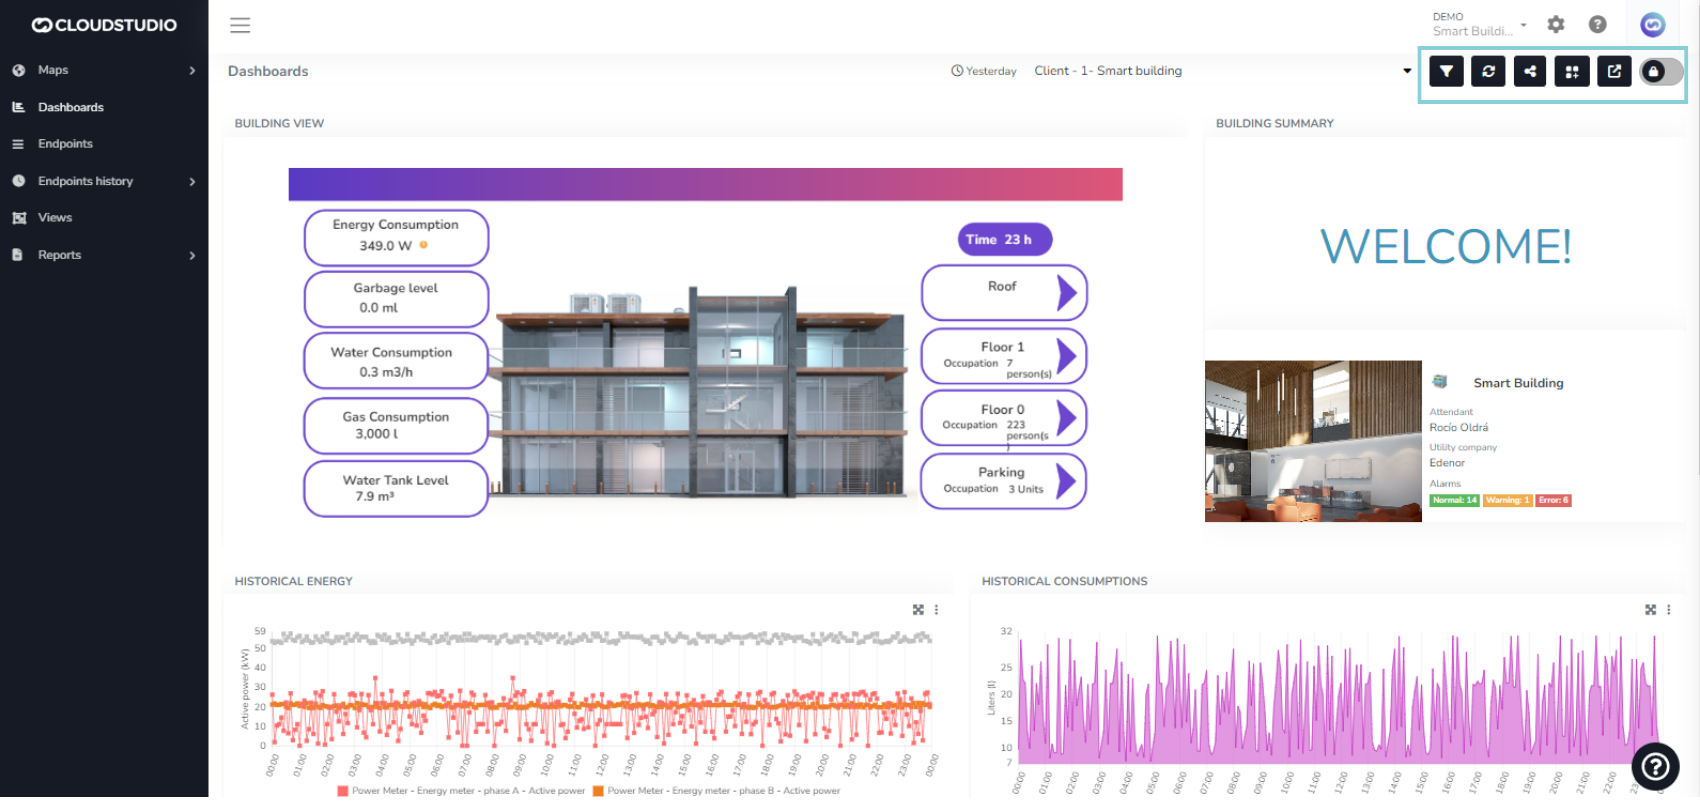 CLOUDSTUDIO
Maps
Dashboards
Endpoints
Endpoints history
Views
Reports
DEMO
Smart Buildi...
Dashboards
Yesterday
Client - 1- Smart building
BUILDING VIEW
Energy Consumption
349.0 W
Garbage level
0.0 ml
Water Consumption
0.3 m3/h
Gas Consumption
3,000 l
Water Tank Level
7.9 m³
Time 23 h
Roof
Floor 1
Occupation 7
person(s)
Floor 0
Occupation 223
person(s
)
Parking
Occupation 3 Units
BUILDING SUMMARY
WELCOME!
Smart Building
Attendant
Rocío Oldrá
Utility company
Edenor
Alarms
Normal: 14 Warning: 1 Error: 6
HISTORICAL ENERGY
Active power (kW)
59
50
40
30
20
10
0
00:00 01:00 02:00 03:00 04:00 05:00 06:00 07:00 08:00 09:00 10:00 11:00 12:00 13:00 14:00 15:00 16:00 17:00 18:00 19:00 20:00 21:00 22:00 23:00 00:00
Power Meter - Energy meter - phase A - Active power Power Meter - Energy meter - phase B - Active power
HISTORICAL CONSUMPTIONS
Liters (l)
32
25
20
15
10
7
00:00 01:00 02:00 03:00 04:00 05:00 06:00 07:00 08:00 09:00 10:00 11:00 12:00 13:00 14:00 15:00 16:00 17:00 18:00 19:00 20:00 21:00 22:00